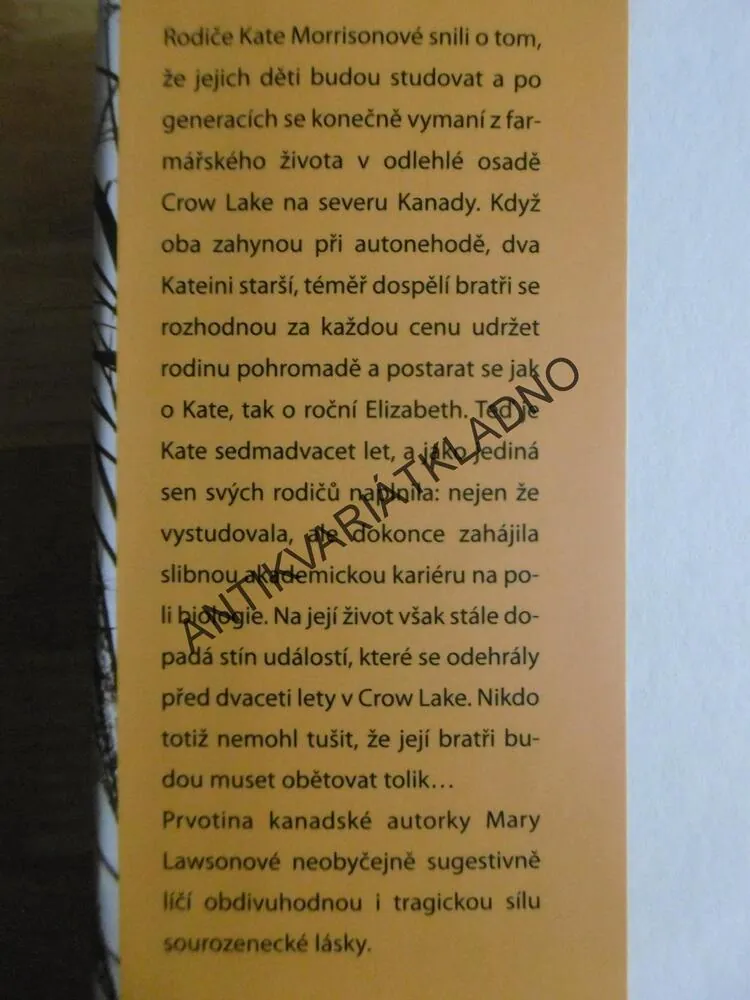 Rodiče Kate Morrisonové snili o tom,
že jejich děti budou studovat a po
generacích se konečně vymaní z far-
mářského života v odlehlé osadě
Crow Lake na severu Kanady. Když
oba zahynou při autonehodě, dva
Kateini starší, téměř dospělí bratři se
rozhodnou za každou cenu udržet
rodinu pohromadě a postarat se jak
o Kate, tak o roční Elizabeth. Teď je
Kate sedmadvacet let, a jako jediná
sen svých rodičů naplnila: nejen že
vystudovala, ale dokonce zahájila
slibnou akademickou kariéru na po-
li biologie. Na její život však stále do-
padá stín událostí, které se odehrály
před dvaceti lety v Crow Lake. Nikdo
totiž nemohl tušit, že její bratři bu-
dou muset obětovat tolik...
Prvotina kanadské autorky Mary
Lawsonové neobyčejně sugestivně
líčí obdivuhodnou i tragickou sílu
sourozenecké lásky.
ANTIKVARIÁTKLADNO